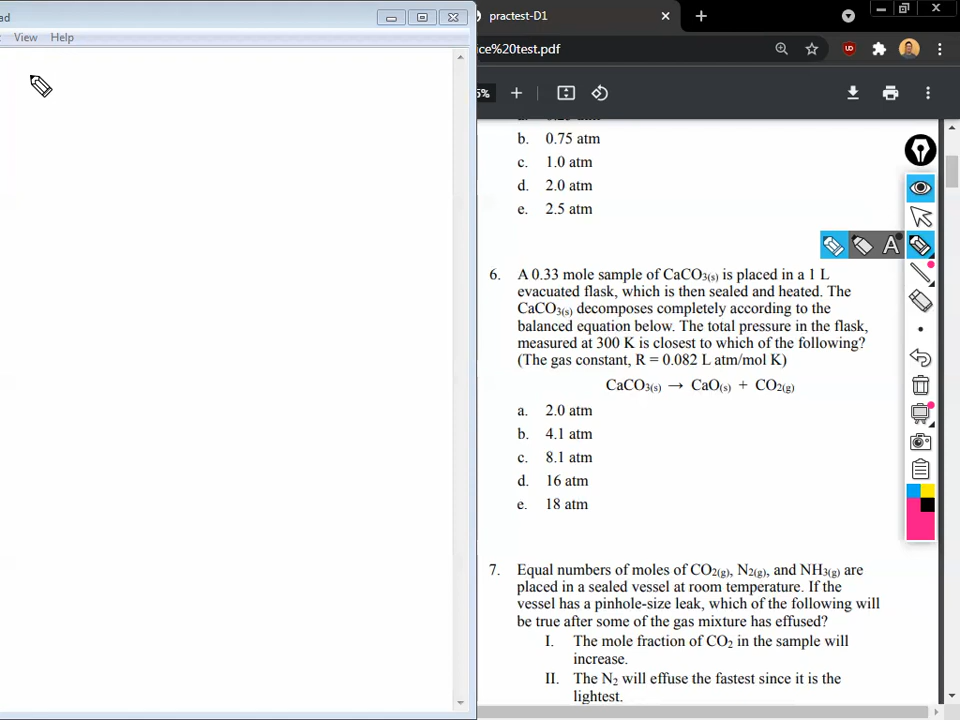 ad
View Help
practest-D1
ice%20test.pdf
5%
b. 0.75 atm
c. 1.0 atm
d. 2.0 atm
e. 2.5 atm
6. A 0.33 mole sample of CaCO3(s) is placed in a 1 L
evacuated flask, which is then sealed and heated. The
CaCO3(s) decomposes completely according to the
balanced equation below. The total pressure in the flask,
measured at 300 K is closest to which of the following?
(The gas constant, R = 0.082 L atm/mol K)
CaCO3(s) → CaO(s) + CO2(g)
a. 2.0 atm
b. 4.1 atm
c. 8.1 atm
d. 16 atm
e. 18 atm
7. Equal numbers of moles of CO2(g), N2(g), and NH3(g) are
placed in a sealed vessel at room temperature. If the
vessel has a pinhole-size leak, which of the following will
be true after some of the gas mixture has effused?
I. The mole fraction of CO2 in the sample will
increase.
II. The N2 will effuse the fastest since it is the
lightest.